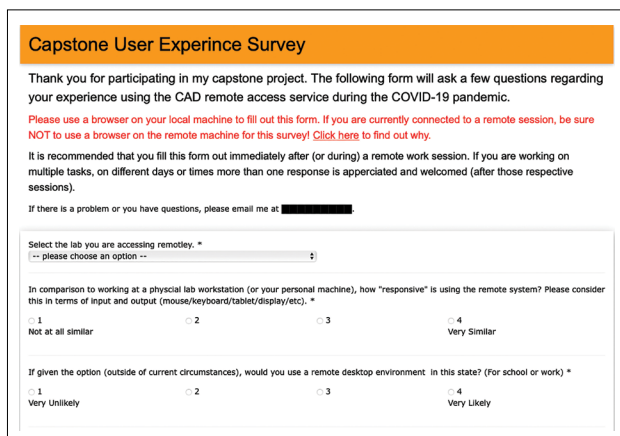 Capstone User Experince Survey
Thank you for participating in my capstone project. The following form will ask a few questions regarding
your experience using the CAD remote access service during the COVID-19 pandemic.
Please use a browser on your local machine to fill out this form. If you are currently connected to a remote session, be sure
NOT to use a browser on the remote machine for this survey! Click here to find out why.
It is recommended that you fill this form out immediately after (or during) a remote work session. If you are working on
multiple tasks, on different days or times more than one response is apperciated and welcomed (after those respective
sessions).
If there is a problem or you have questions, please email me at .
Select the lab you are accessing remotley. *
-- please choose an option --
In comparison to working at a physcial lab workstation (or your personal machine), how "responsive" is using the remote system? Please consider
this in terms of input and output (mouse/keyboard/tablet/display/etc). *
1 2 3 4
Not at all similar Very Similar
If given the option (outside of current circumstances), would you use a remote desktop environment in this state? (For school or work) *
1 2 3 4
Very Unlikely Very Likely